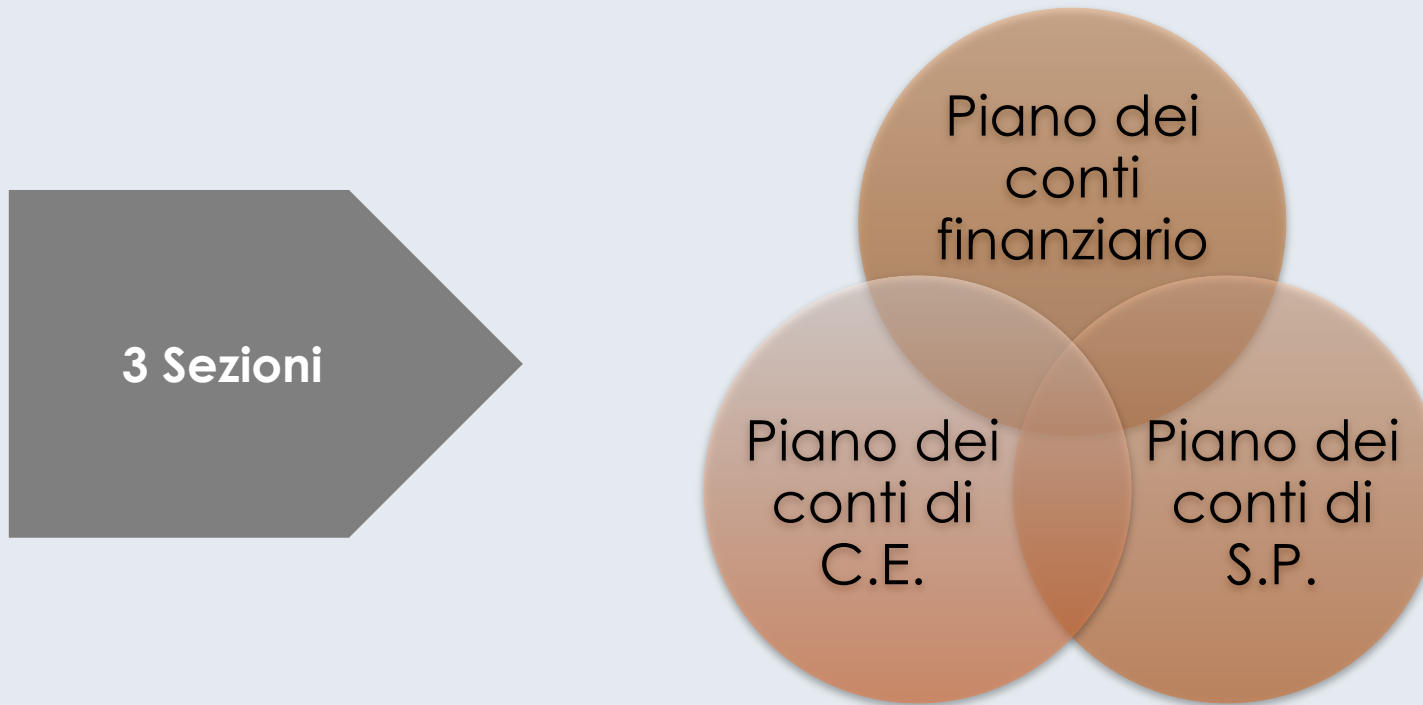 3 Sezioni
Piano dei
conti
finanziario
Piano dei
conti di
C.E.
Piano dei
conti di
S.P.